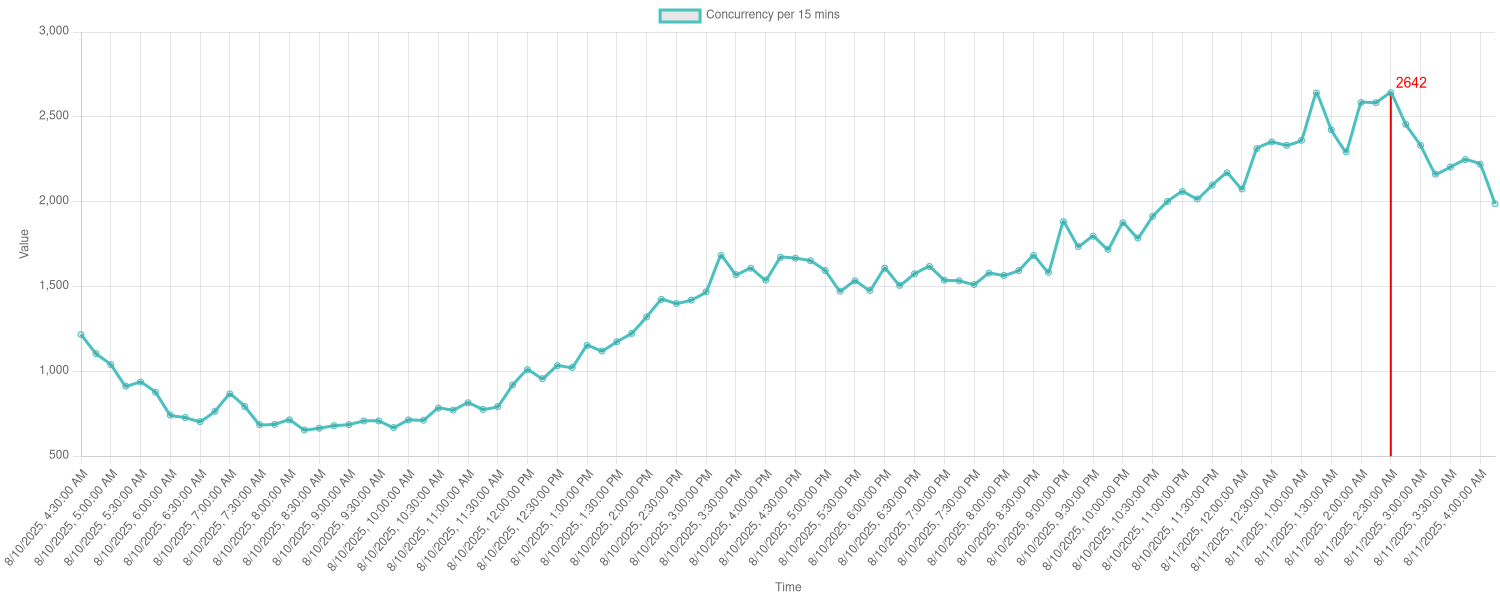 Concurrency per 15 mins
3,000
2,500
2,000
1,500
1,000
500
Value
2642
8/10/2025, 4:30:00 AM
8/10/2025, 5:00:00 AM
8/10/2025, 5:30:00 AM
8/10/2025, 6:00:00 AM
8/10/2025, 6:30:00 AM
8/10/2025, 7:00:00 AM
8/10/2025, 7:30:00 AM
8/10/2025, 8:00:00 AM
8/10/2025, 8:30:00 AM
8/10/2025, 9:00:00 AM
8/10/2025, 9:30:00 AM
8/10/2025, 10:00:00 AM
8/10/2025, 10:30:00 AM
8/10/2025, 11:00:00 AM
8/10/2025, 11:30:00 AM
8/10/2025, 12:00:00 PM
8/10/2025, 12:30:00 PM
8/10/2025, 1:00:00 PM
8/10/2025, 1:30:00 PM
8/10/2025, 2:00:00 PM
8/10/2025, 2:30:00 PM
8/10/2025, 3:00:00 PM
8/10/2025, 3:30:00 PM
8/10/2025, 4:00:00 PM
8/10/2025, 4:30:00 PM
8/10/2025, 5:00:00 PM
8/10/2025, 5:30:00 PM
8/10/2025, 6:00:00 PM
8/10/2025, 6:30:00 PM
8/10/2025, 7:00:00 PM
8/10/2025, 7:30:00 PM
8/10/2025, 8:00:00 PM
8/10/2025, 8:30:00 PM
8/10/2025, 9:00:00 PM
8/10/2025, 9:30:00 PM
8/10/2025, 10:00:00 PM
8/10/2025, 10:30:00 PM
8/10/2025, 11:00:00 PM
8/10/2025, 11:30:00 PM
8/11/2025, 12:00:00 AM
8/11/2025, 12:30:00 AM
8/11/2025, 1:00:00 AM
8/11/2025, 1:30:00 AM
8/11/2025, 2:00:00 AM
8/11/2025, 2:30:00 AM
8/11/2025, 3:00:00 AM
8/11/2025, 3:30:00 AM
8/11/2025, 4:00:00 AM
Time